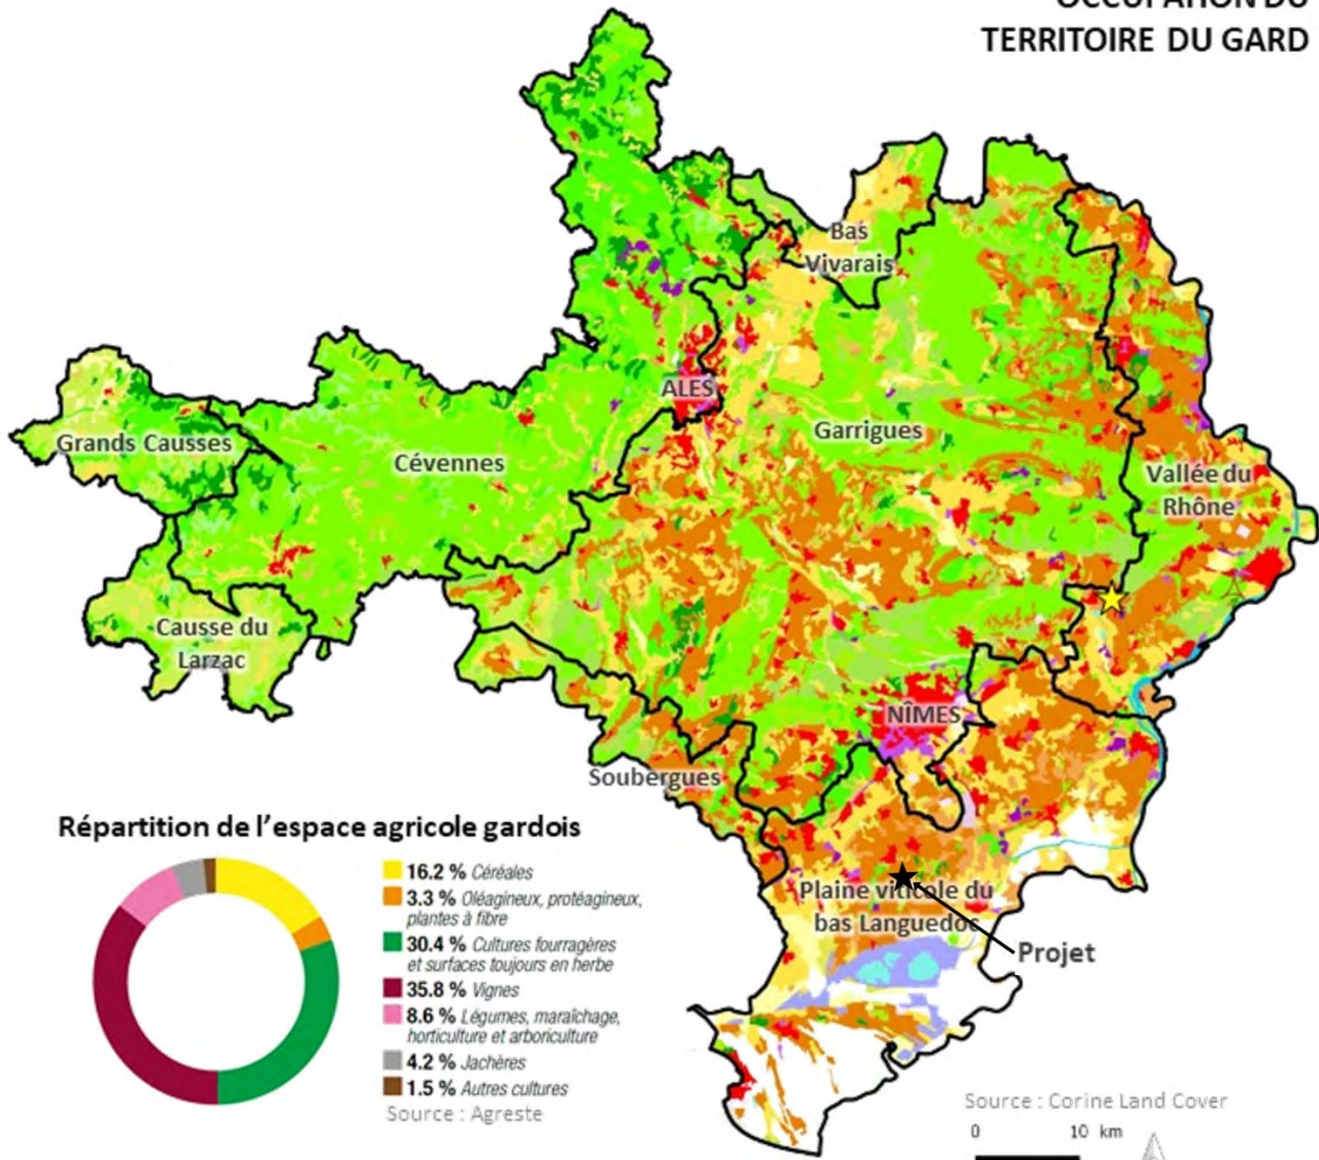 OCCUPATION DU
TERRITOIRE DU GARD
Bas
Vivarais
ALES
Grands Causses
Cévennes
Garrigues
Vallée du
Rhône
Causse du
Larzac
NÎMES
Soubergues
Plaine viticole du
bas Languedoc
Projet
Répartition de l'espace agricole gardois
16.2 % Céréales
3.3 % Oléagineux, protéagineux,
plantes à fibre
30.4 % Cultures fourragères
et surfaces toujours en herbe
35.8 % Vignes
8.6 % Légumes, maraîchage,
horticulture et arboriculture
4.2 % Jachères
1.5 % Autres cultures
Source : Agreste
Source : Corine Land Cover
0 10 km